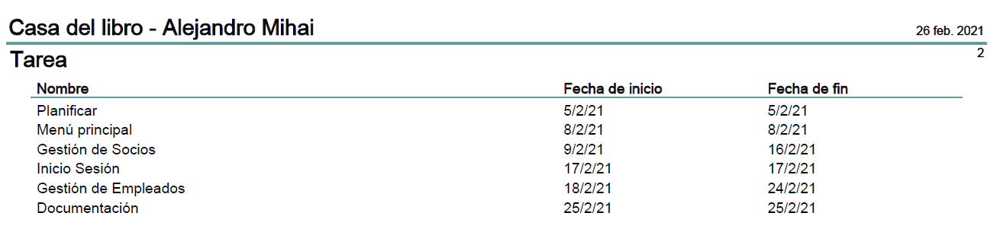 Casa del libro - Alejandro Mihai 26 feb. 2021
Tarea 2
Nombre Fecha de inicio Fecha de fin
Planificar 5/2/21 5/2/21
Menú principal 8/2/21 8/2/21
Gestión de Socios 9/2/21 16/2/21
Inicio Sesión 17/2/21 17/2/21
Gestión de Empleados 18/2/21 24/2/21
Documentación 25/2/21 25/2/21